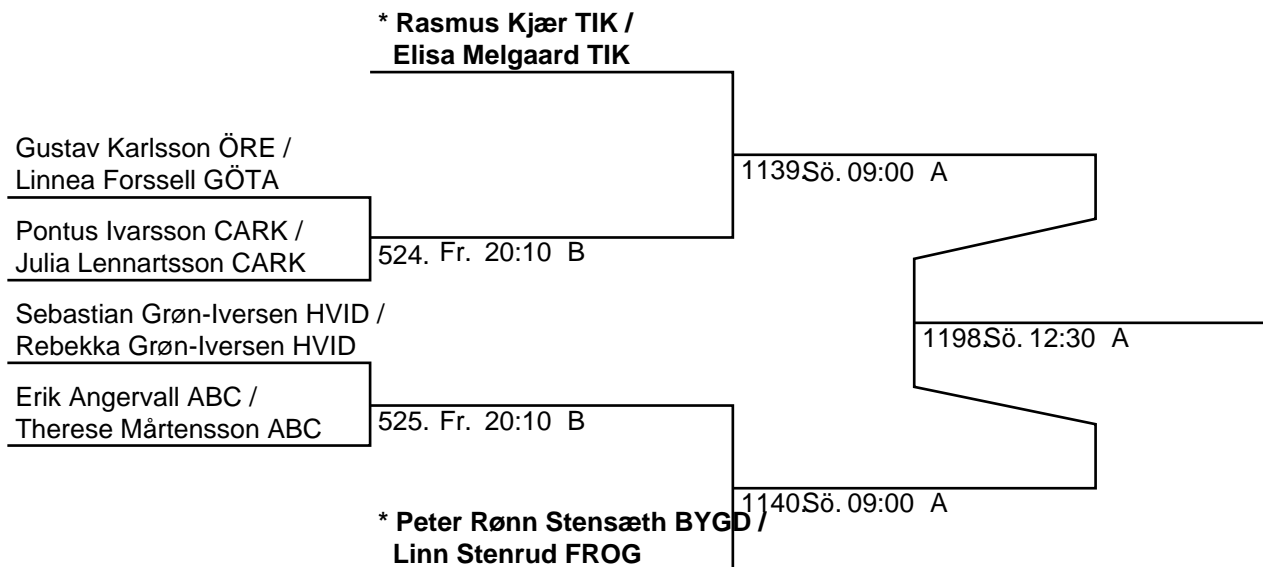 * Rasmus Kjær TIK /
Elisa Melgaard TIK
Gustav Karlsson ÖRE /
Linnea Forssell GÖTA
1139. Sö. 09:00 A
Pontus Ivarsson CARK /
Julia Lennartsson CARK
524. Fr. 20:10 B
Sebastian Grøn-Iversen HVID /
Rebekka Grøn-Iversen HVID
1198. Sö. 12:30 A
Erik Angervall ABC /
Therese Mårtensson ABC
525. Fr. 20:10 B
1140. Sö. 09:00 A
* Peter Rønn Stensæth BYGD /
Linn Stenrud FROG